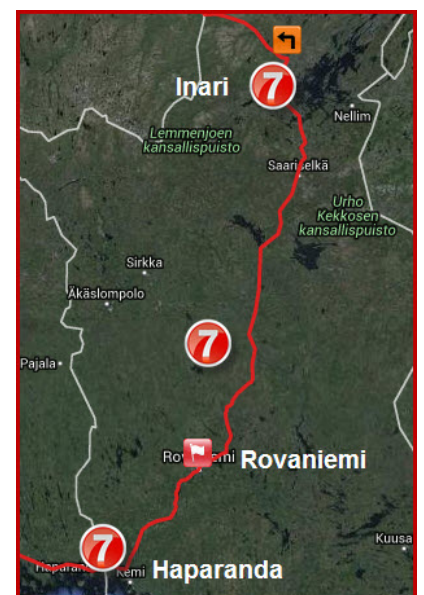 Inari
7
Nellim
Lemmenjoen
kansallispuisto
Saariselkä
Urho
Kekkosen
kansallispuisto
Sirkka
Äkäslompolo
7
Pajala
Rovaniemi
7
Kuusa
Kemi
Haparanda